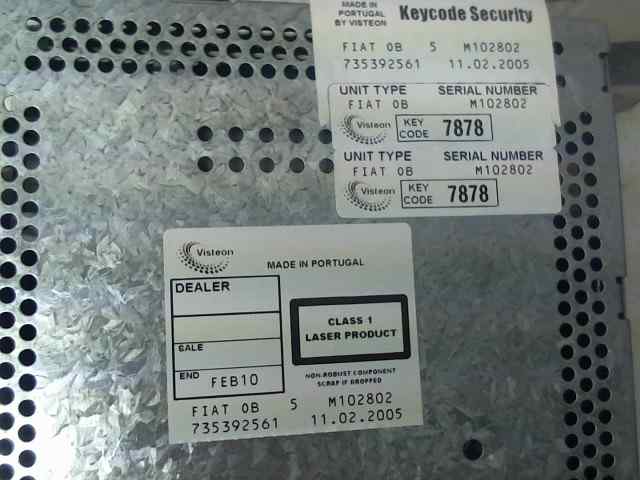 MADE IN
PORTUGAL
BY VISTEON
Keycode Security
FIAT 0B 5 M102802
735392561 11.02.2005
UNIT TYPE SERIAL NUMBER
FIAT 0B M102802
Visteon KEY CODE 7878
UNIT TYPE SERIAL NUMBER
FIAT 0B M102802
Visteon KEY CODE 7878
Visteon
MADE IN PORTUGAL
DEALER
CLASS 1
LASER PRODUCT
SALE
END FEB10
NON-ROBUST COMPONENT
SCRAP IF DROPPED
FIAT 0B 5 M102802
735392561 11.02.2005